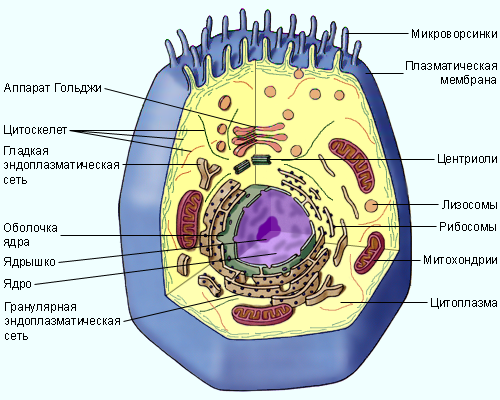 Микроворсинки
Плазматическая
мембрана
Аппарат Гольджи
Цитоскелет
Гладкая
эндоплазматическая
сеть
Центриоли
Лизосомы
Рибосомы
Оболочка
ядра
Ядрышко
Митохондрии
Ядро
Гранулярная
эндоплазматическая
сеть
Цитоплазма